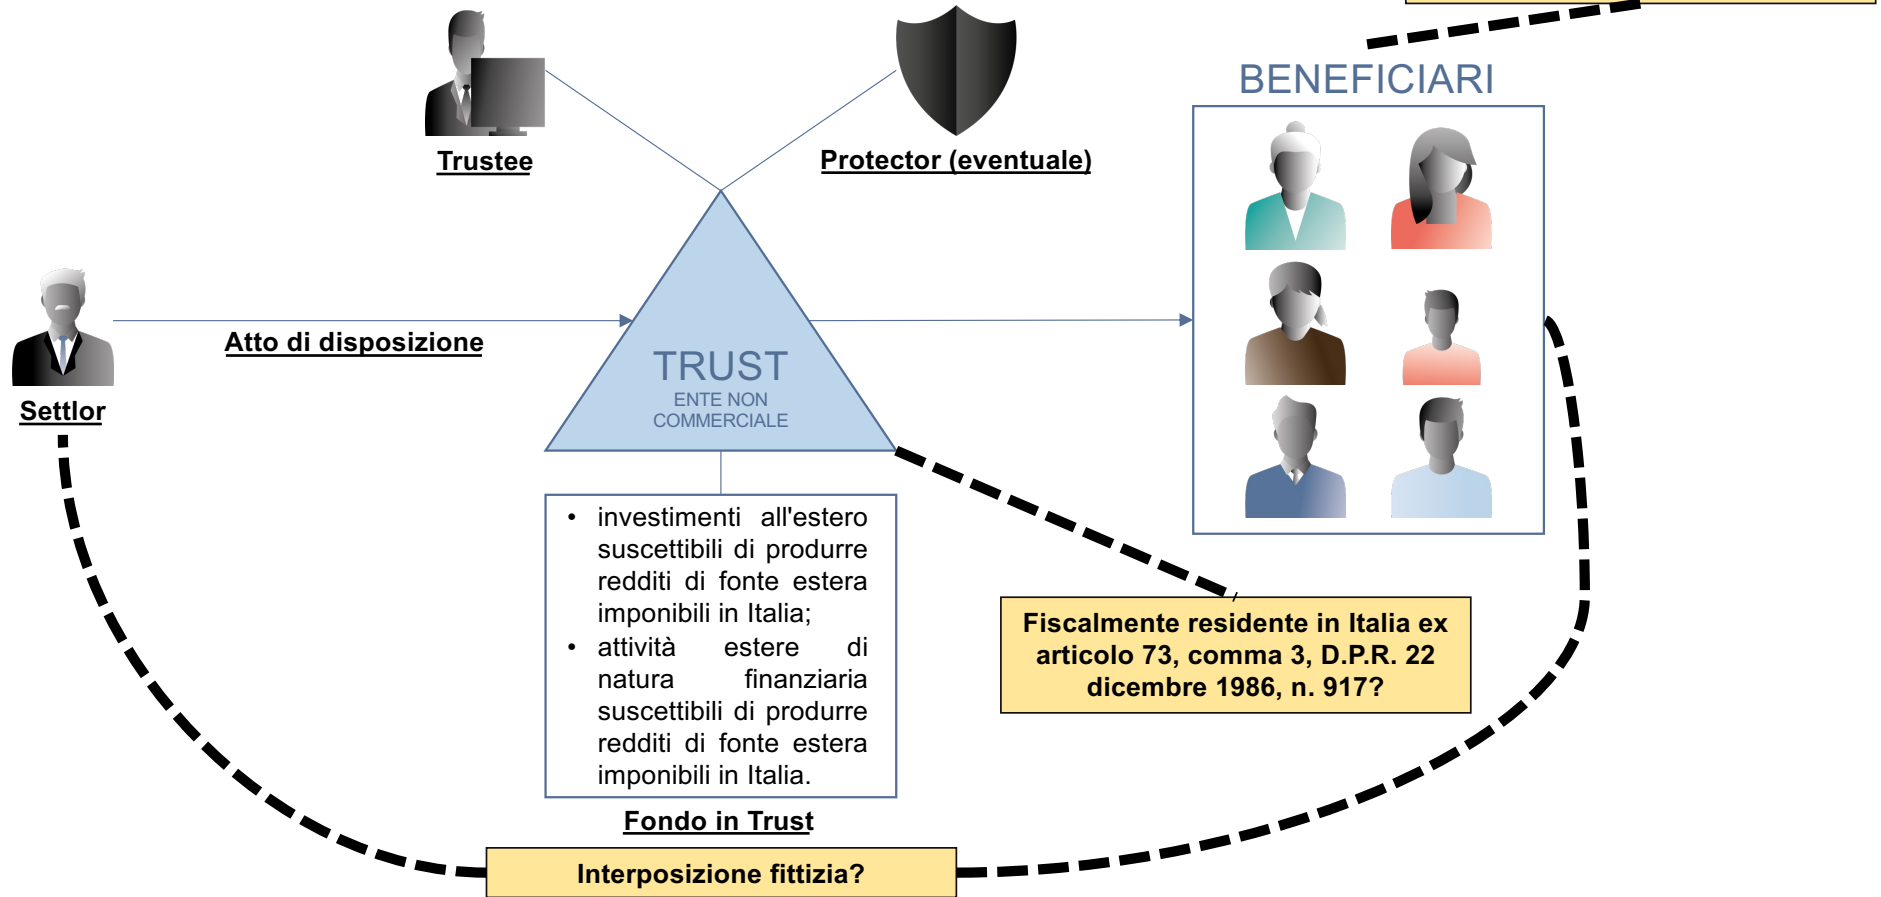 BENEFICIARI
Trustee
Protector (eventuale)
Atto di disposizione
Settlor
TRUST
ENTE NON
COMMERCIALE
• investimenti all'estero
suscettibili di produrre
redditi di fonte estera
imponibili in Italia;
• attività estere di
natura finanziaria
suscettibili di produrre
redditi di fonte estera
imponibili in Italia.
Fondo in Trust
Fiscalmente residente in Italia ex
articolo 73, comma 3, D.P.R. 22
dicembre 1986, n. 917?
Interposizione fittizia?